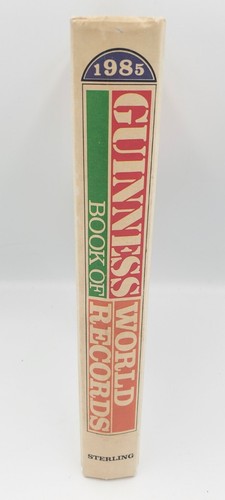 1985
GUINNESS WORLD
BOOK OF RECORDS
STERLING